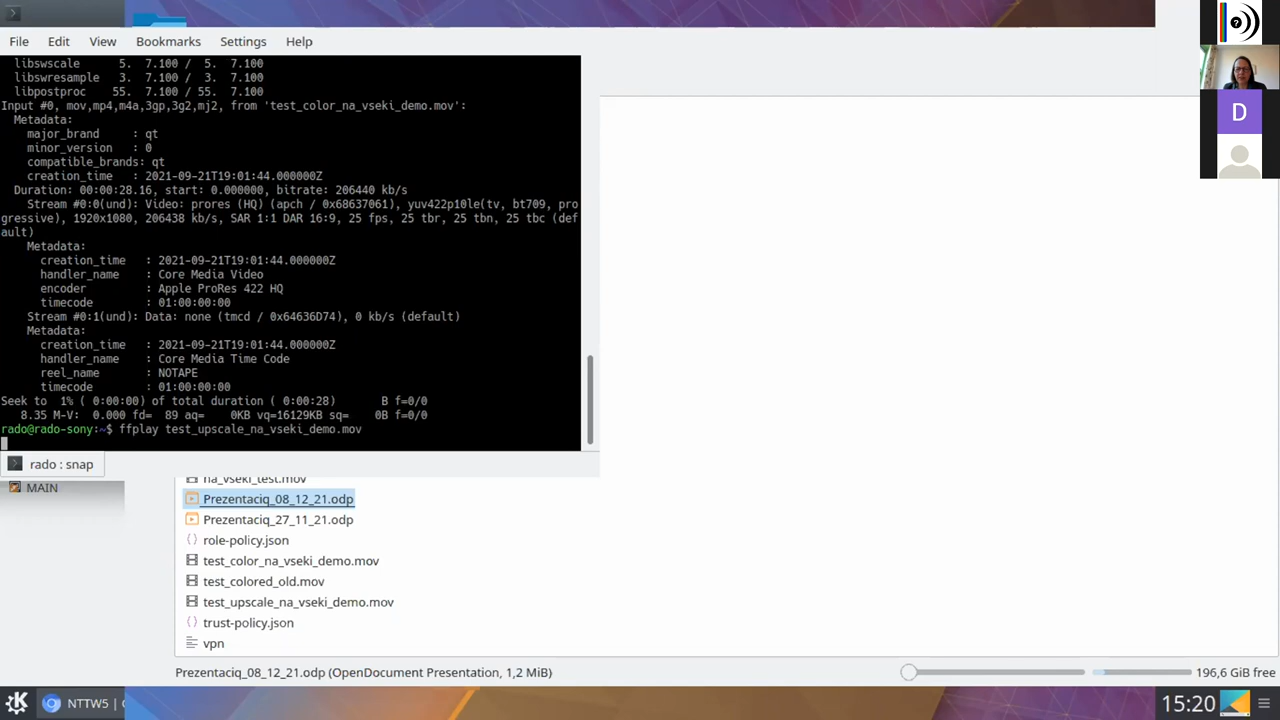 File Edit View Bookmarks Settings Help
libswscale 5. 7.100 / 5. 7.100
libswresample 3. 7.100 / 3. 7.100
libpostproc 55. 7.100 / 55. 7.100
Input #0, mov,mp4,m4a,3gp,3g2,mj2, from 'test_color_na_vseki_demo.mov':
Metadata:
major_brand : qt
minor_version : 0
compatible_brands: qt
creation_time : 2021-09-21T19:01:44.000000Z
Duration: 00:00:28.16, start: 0.000000, bitrate: 206440 kb/s
Stream #0:0(und): Video: prores (HQ) (apch / 0x68637061), yuv422p10le(tv, bt709, pro
gressive), 1920x1080, 206438 kb/s, SAR 1:1 DAR 16:9, 25 fps, 25 tbr, 25 tbn, 25 tbc (def
ault)
Metadata:
creation_time : 2021-09-21T19:01:44.000000Z
handler_name : Core Media Video
encoder : Apple ProRes 422 HQ
timecode : 01:00:00:00
Stream #0:1(und): Data: none (tmcd / 0x64636D74), 0 kb/s (default)
Metadata:
creation_time : 2021-09-21T19:01:44.000000Z
handler_name : Core Media Time Code
reel_name : NOTAPE
timecode : 01:00:00:00
Seek to 1% ( 0:00:00) of total duration ( 0:00:28) B f=0/0
8.35 M-V: 0.000 fd= 89 aq= 0KB vq=16129KB sq= 0B f=0/0
rado@rado-sony:~$ ffplay test_upscale_na_vseki_demo.mov
rado : snap
MAIN
na_vseki_test.mov
Prezentaciq_08_12_21.odp
Prezentaciq_27_11_21.odp
role-policy.json
test_color_na_vseki_demo.mov
test_colored_old.mov
test_upscale_na_vseki_demo.mov
trust-policy.json
vpn
Prezentaciq_08_12_21.odp (OpenDocument Presentation, 1,2 MiB)
196,6 GiB free
NTTW5 |
15:20
?
D